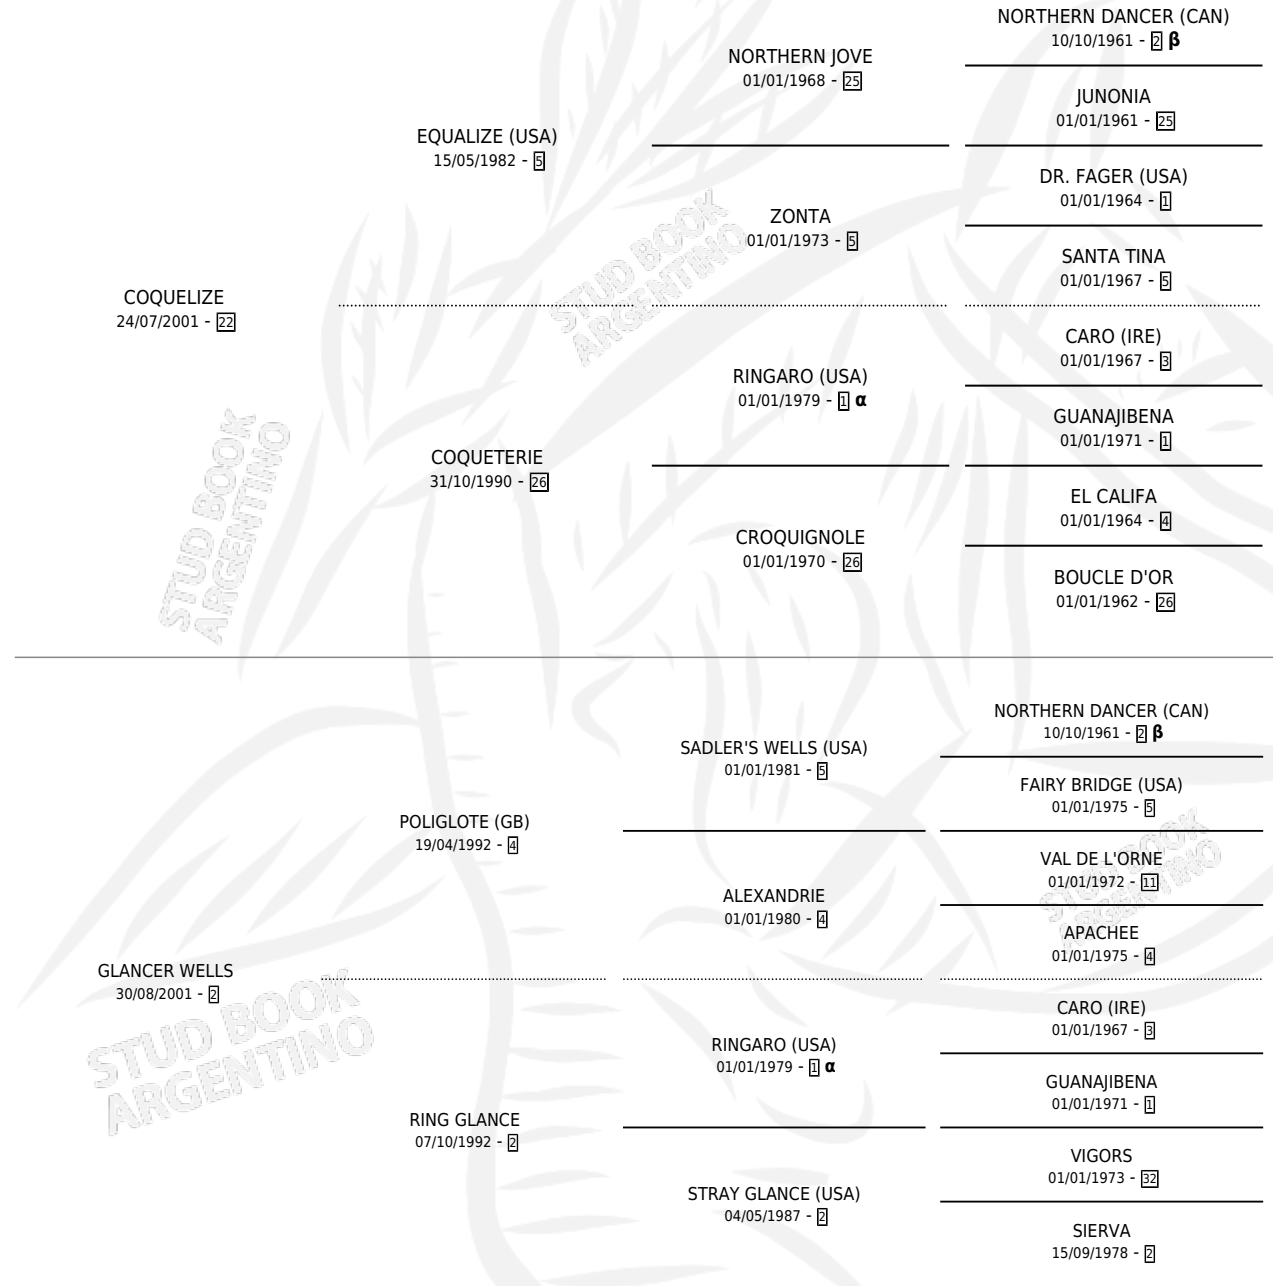 NORTHERN DANCER (CAN)
10/10/1961 - 2 β
NORTHERN JOVE
01/01/1968 - 25
JUNONIA
01/01/1961 - 25
EQUALIZE (USA)
15/05/1982 - 5
DR. FAGER (USA)
01/01/1964 - 1
ZONTA
01/01/1973 - 5
SANTA TINA
01/01/1967 - 5
COQUELIZE
24/07/2001 - 22
CARO (IRE)
01/01/1967 - 3
RINGARO (USA)
01/01/1979 - 1 α
GUANAJIBENA
01/01/1971 - 1
COQUETERIE
31/10/1990 - 26
EL CALIFA
01/01/1964 - 4
CROQUIGNOLE
01/01/1970 - 26
BOUCLE D'OR
01/01/1962 - 26
NORTHERN DANCER (CAN)
10/10/1961 - 2 β
SADLER'S WELLS (USA)
01/01/1981 - 5
FAIRY BRIDGE (USA)
01/01/1975 - 5
POLIGLOTE (GB)
19/04/1992 - 4
VAL DE L'ORNE
01/01/1972 - 11
ALEXANDRIE
01/01/1980 - 4
APACHEE
01/01/1975 - 4
GLANCER WELLS
30/08/2001 - 2
CARO (IRE)
01/01/1967 - 3
RINGARO (USA)
01/01/1979 - 1 α
GUANAJIBENA
01/01/1971 - 1
RING GLANCE
07/10/1992 - 2
VIGORS
01/01/1973 - 32
STRAY GLANCE (USA)
04/05/1987 - 2
SIERVA
15/09/1978 - 2
STUD BOOK
ARGENTINO
STUD BOOK
ARGENTINO
STUD BOOK
ARGENTINO
STUD BOOK
ARGENTINO